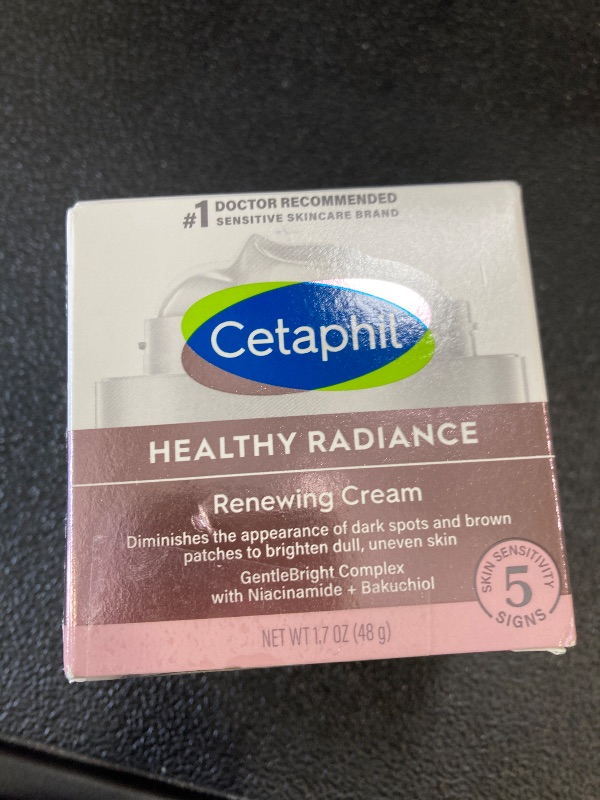 #1 DOCTOR RECOMMENDED
SENSITIVE SKINCARE BRAND
Cetaphil
HEALTHY RADIANCE
Renewing Cream
Diminishes the appearance of dark spots and brown
patches to brighten dull, uneven skin
GentleBright Complex
with Niacinamide + Bakuchiol
SKIN SENSITIVITY
5
SIGNS
NET WT 1.7 OZ (48 g)